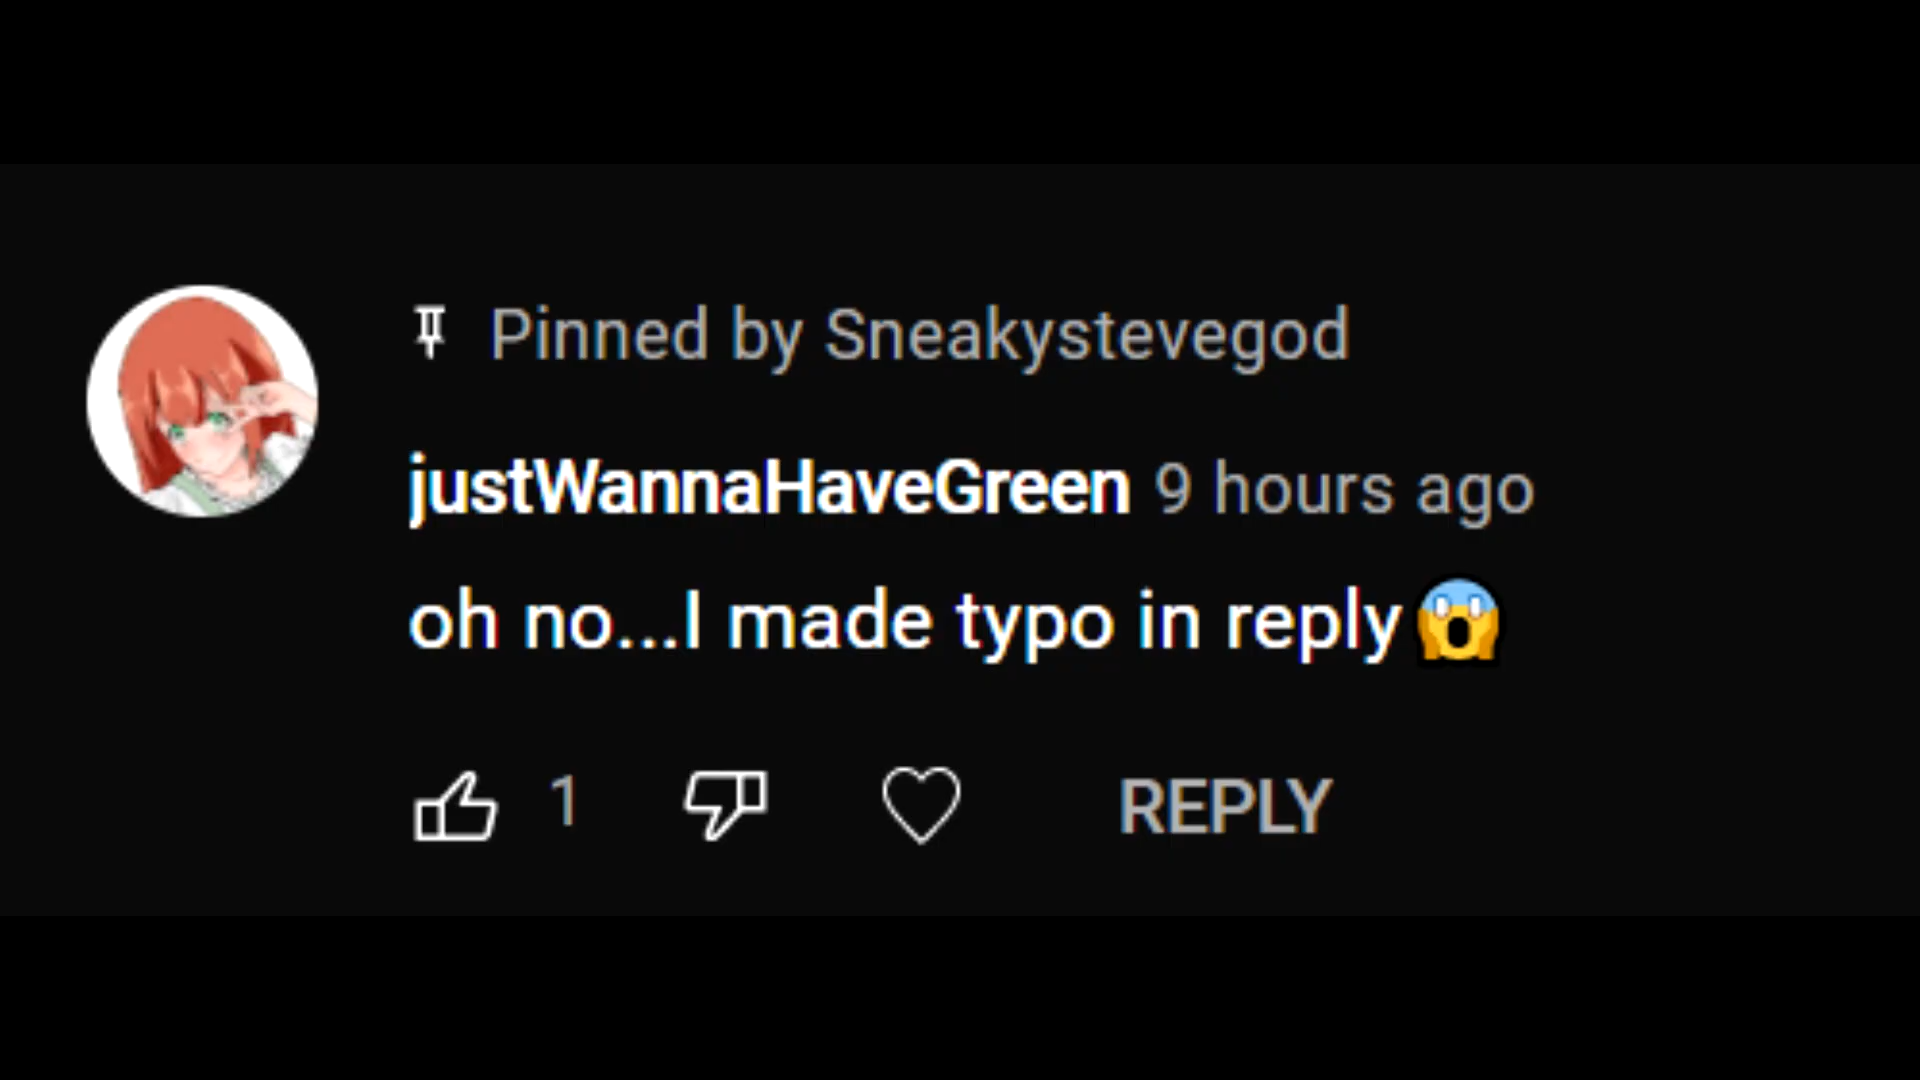 Pinned by Sneakystevegod
justWannaHaveGreen 9 hours ago
oh no...I made typo in reply😱
1 REPLY